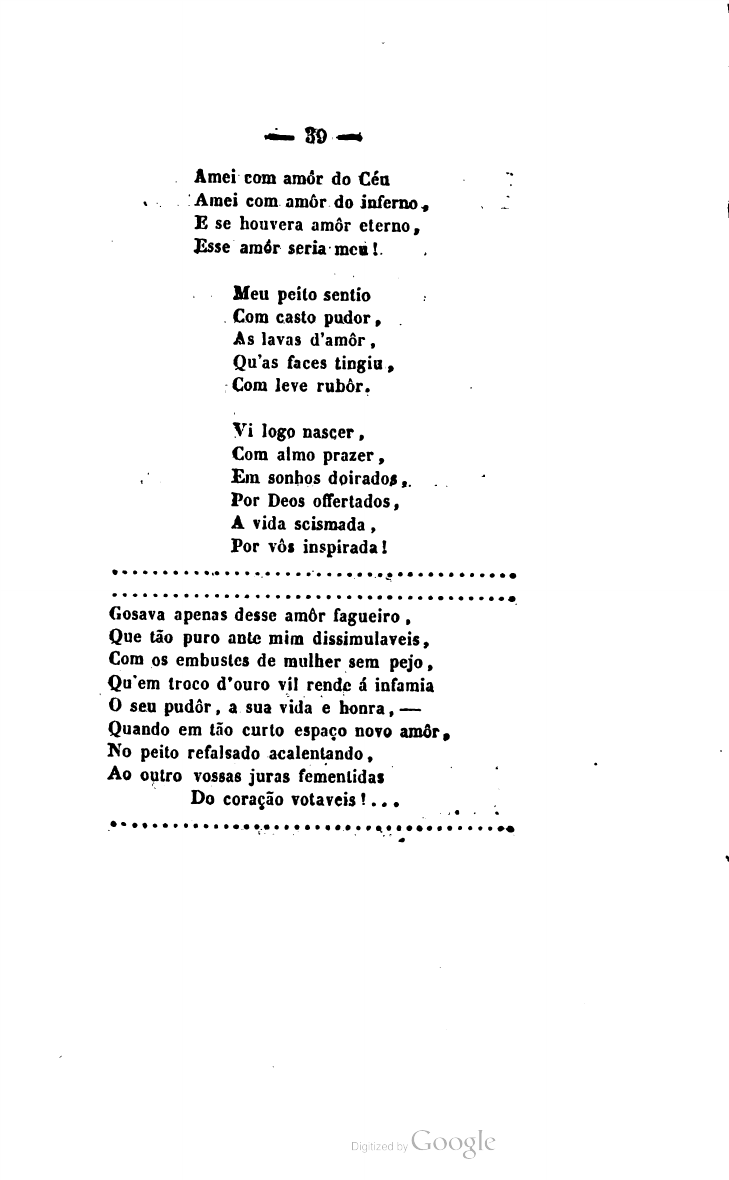 — 39 —
Amei com amôr do Céu
Amei com amôr do inferno,
E se houvera amôr eterno,
Esse amôr seria meu!
Meu peito sentio
Com casto pudor,
As lavas d'amôr,
Qu'as faces tingiu,
Com leve rubôr.
Vi logo nascer,
Com almo prazer,
Em sonhos doirados,
Por Deos offertados,
A vida scismada,
Por vôs inspirada!
........................................
........................................
Gosava apenas desse amôr fagueiro,
Que tão puro ante mim dissimulaveis,
Com os embustes de mulher sem pejo,
Qu'em troco d'ouro vil rende á infamia
O seu pudôr, a sua vida e honra, —
Quando em tão curto espaço novo amôr,
No peito refalsado acalentando,
Ao outro vossas juras fementidas
Do coração votaveis!...
........................................
Digitized by Google